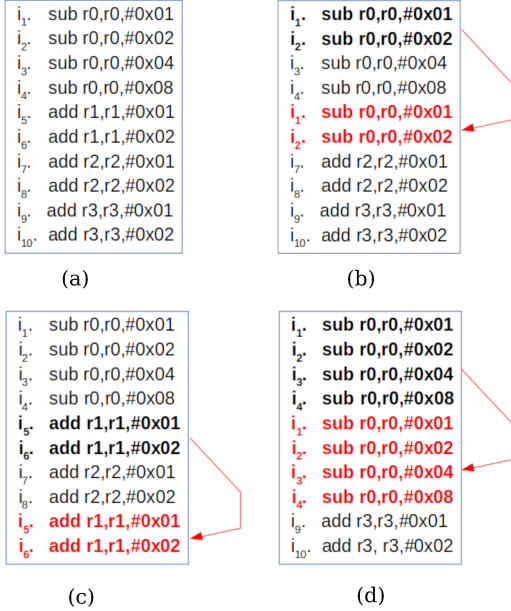 i1. sub r0,r0,#0x01
i2. sub r0,r0,#0x02
i3. sub r0,r0,#0x04
i4. sub r0,r0,#0x08
i5. add r1,r1,#0x01
i6. add r1,r1,#0x02
i7. add r2,r2,#0x01
i8. add r2,r2,#0x02
i9. add r3,r3,#0x01
i10. add r3,r3,#0x02
(a)
i1. sub r0,r0,#0x01
i2. sub r0,r0,#0x02
i3. sub r0,r0,#0x04
i4. sub r0,r0,#0x08
i1. sub r0,r0,#0x01
i2. sub r0,r0,#0x02
i7. add r2,r2,#0x01
i8. add r2,r2,#0x02
i9. add r3,r3,#0x01
i10. add r3,r3,#0x02
(b)
i1. sub r0,r0,#0x01
i2. sub r0,r0,#0x02
i3. sub r0,r0,#0x04
i4. sub r0,r0,#0x08
i5. add r1,r1,#0x01
i6. add r1,r1,#0x02
i7. add r2,r2,#0x01
i8. add r2,r2,#0x02
i5. add r1,r1,#0x01
i6. add r1,r1,#0x02
(c)
i1. sub r0,r0,#0x01
i2. sub r0,r0,#0x02
i3. sub r0,r0,#0x04
i4. sub r0,r0,#0x08
i1. sub r0,r0,#0x01
i2. sub r0,r0,#0x02
i3. sub r0,r0,#0x04
i4. sub r0,r0,#0x08
i9. add r3,r3,#0x01
i10. add r3, r3,#0x02
(d)